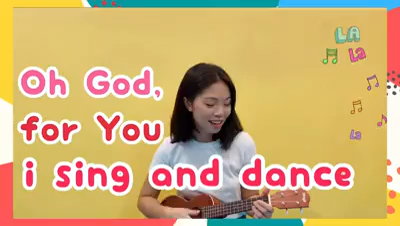 LA
La
Oh God,
for You
i sing and dance
La